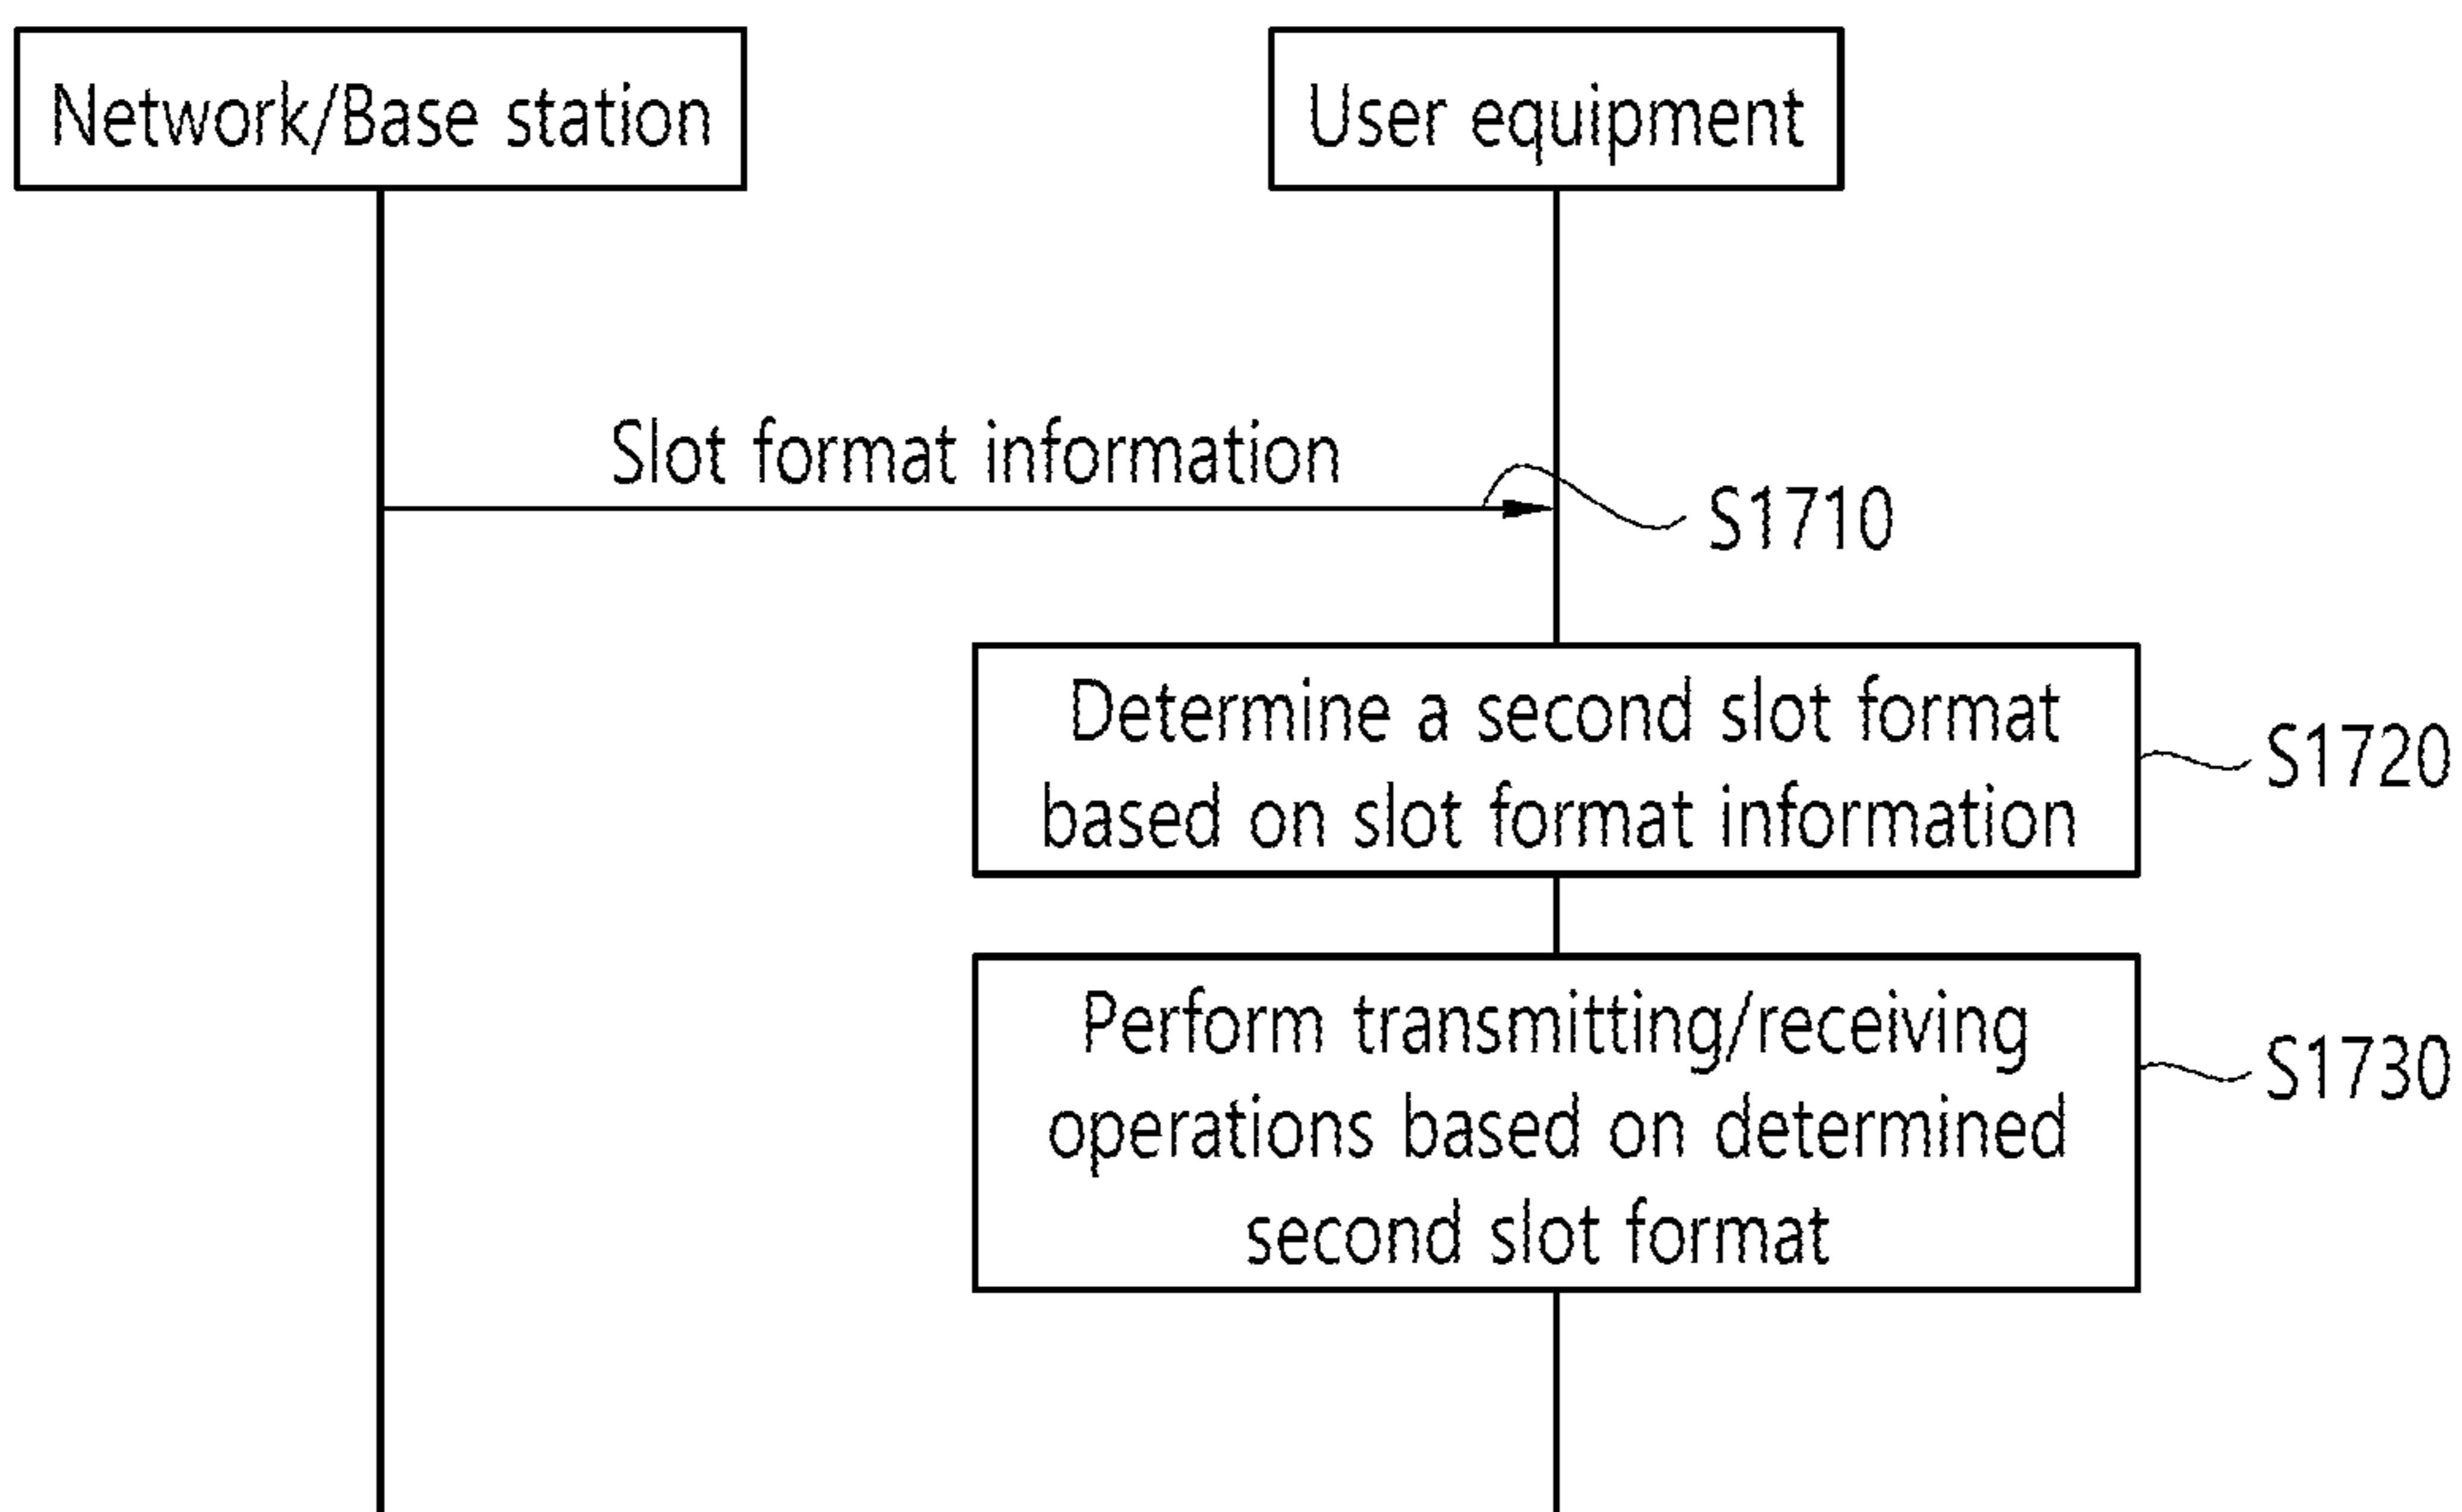 Network/Base station
User equipment
Slot format information
S1710
Determine a second slot format
based on slot format information
S1720
Perform transmitting/receiving
operations based on determined
second slot format
S1730